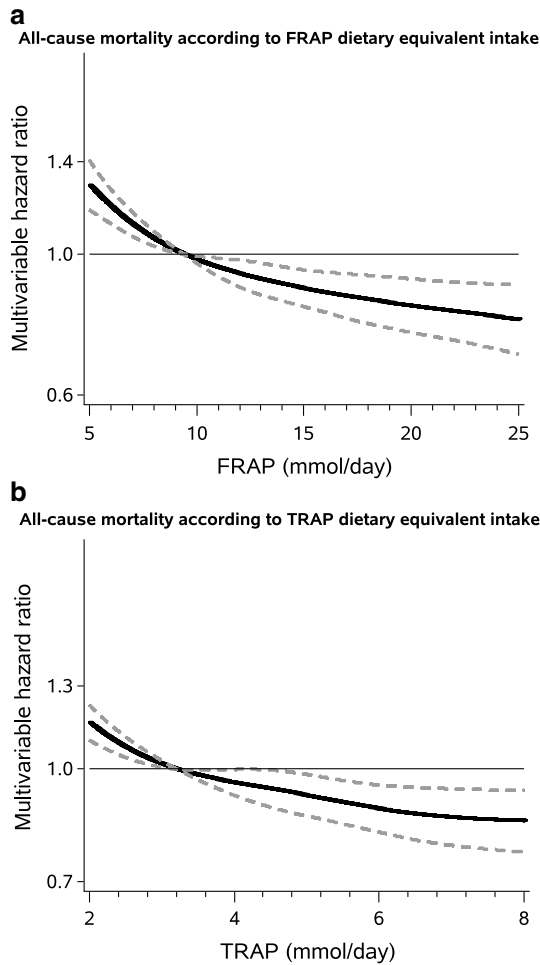 a
All-cause mortality according to FRAP dietary equivalent intake
Multivariable hazard ratio
1.4
1.0
0.6
5 10 15 20 25
FRAP (mmol/day)
b
All-cause mortality according to TRAP dietary equivalent intake
Multivariable hazard ratio
1.3
1.0
0.7
2 4 6 8
TRAP (mmol/day)